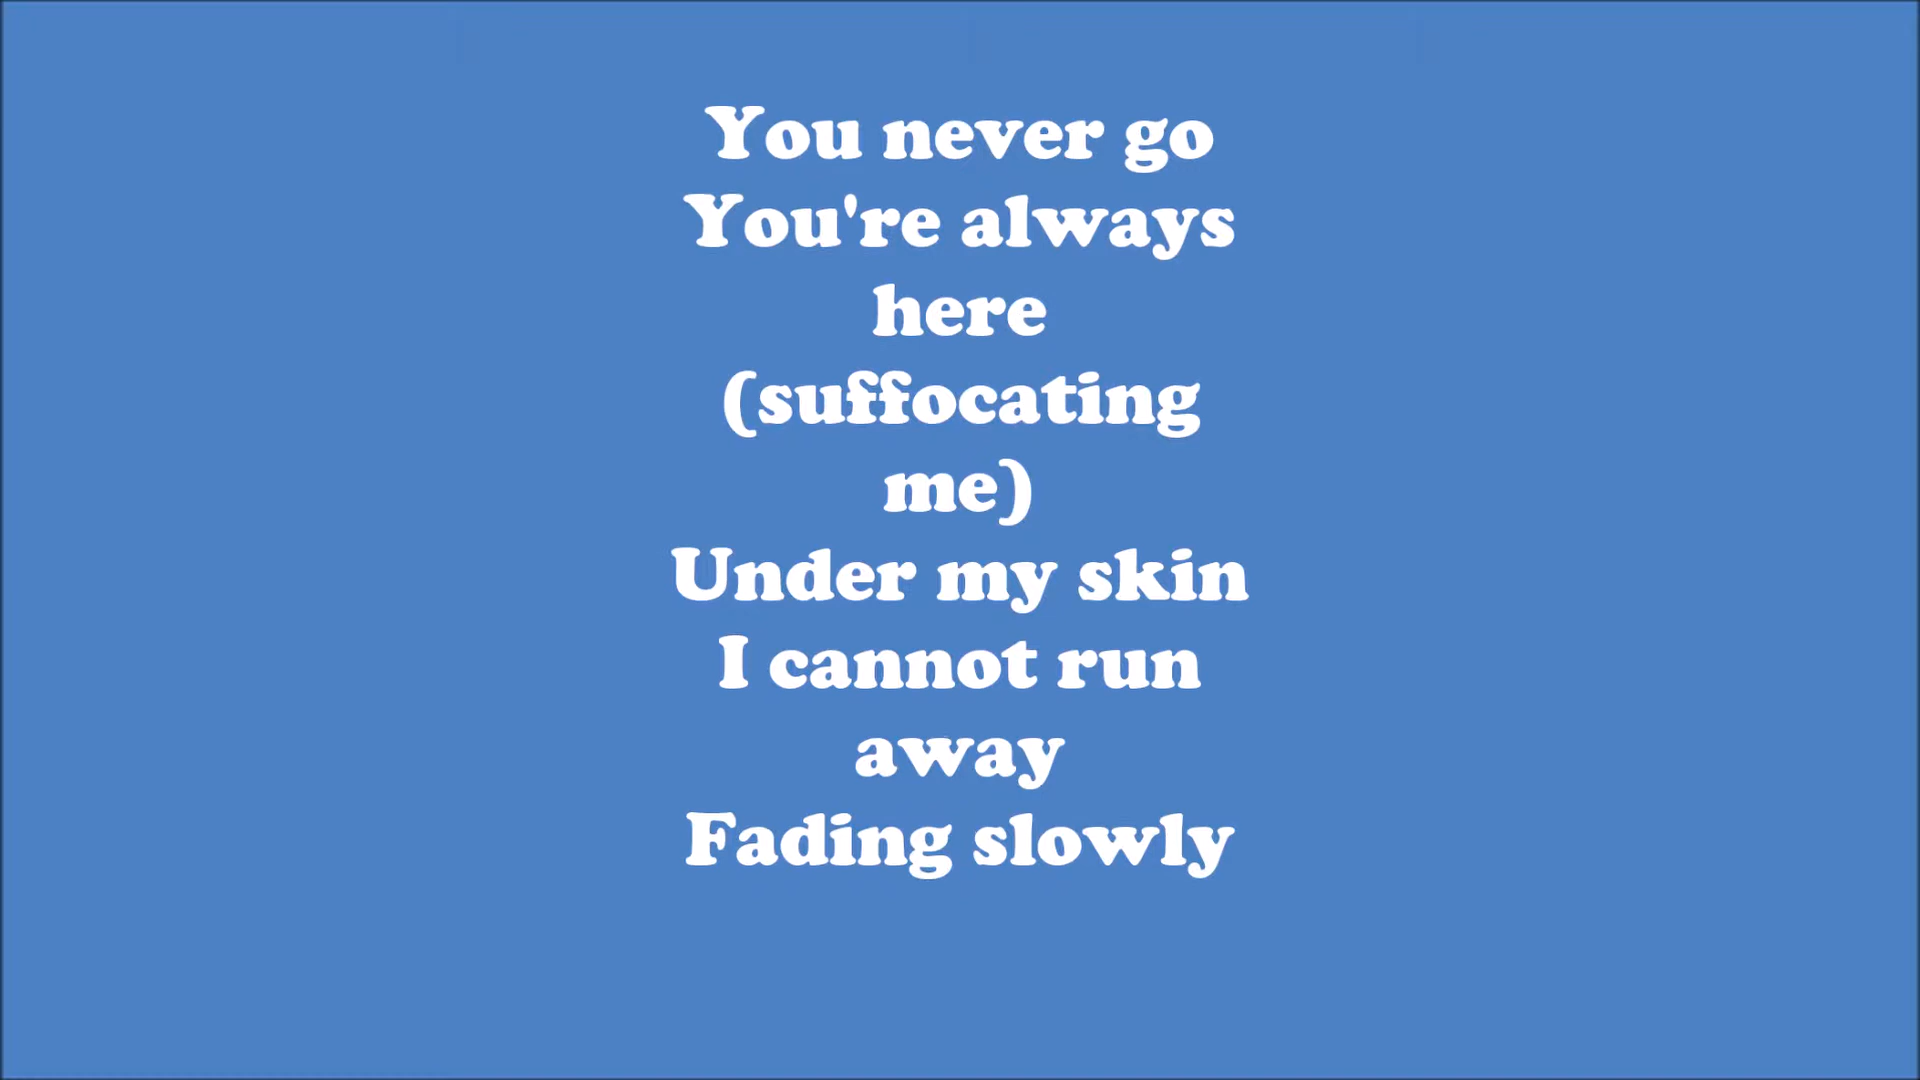 You never go
You're always
here
(suffocating
me)
Under my skin
I cannot run
away
Fading slowly